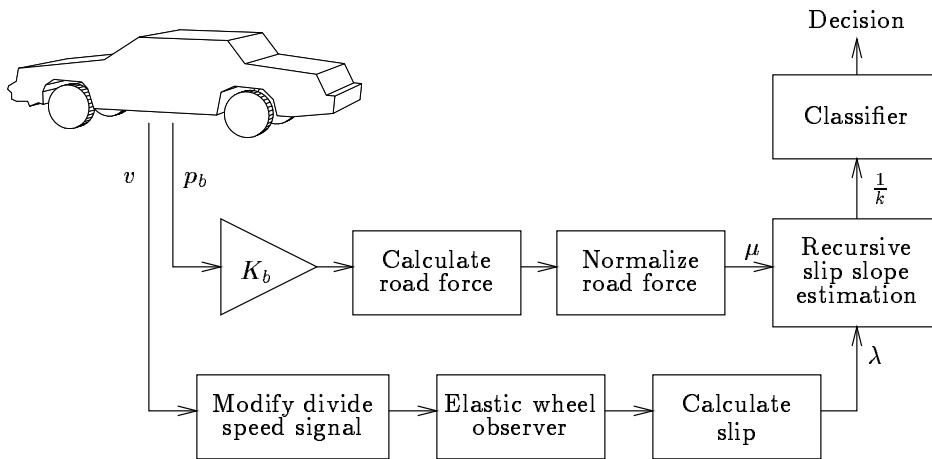 Decision
Classifier
v
p_b
1/k
K_b
Calculate
road force
Normalize
road force
μ
Recursive
slip slope
estimation
λ
Modify divide
speed signal
Elastic wheel
observer
Calculate
slip